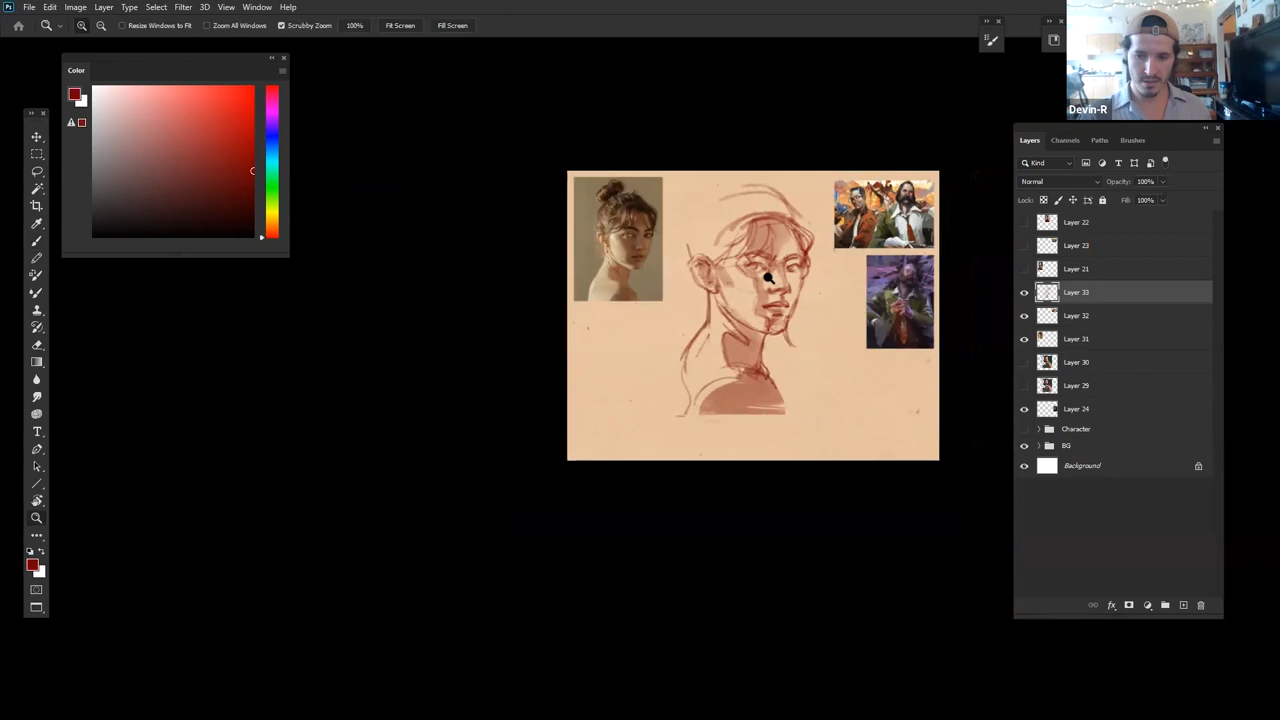 File Edit Image Layer Type Select Filter 3D View Window Help
Resize Windows to Fit Zoom All Windows Scrubby Zoom 100% Fit Screen Fill Screen
Devin-R
Color
Layers Channels Paths Brushes
Kind
Normal Opacity: 100%
Lock: Fill: 100%
Layer 22
Layer 23
Layer 21
Layer 33
Layer 32
Layer 31
Layer 30
Layer 29
Layer 24
Character
BG
Background